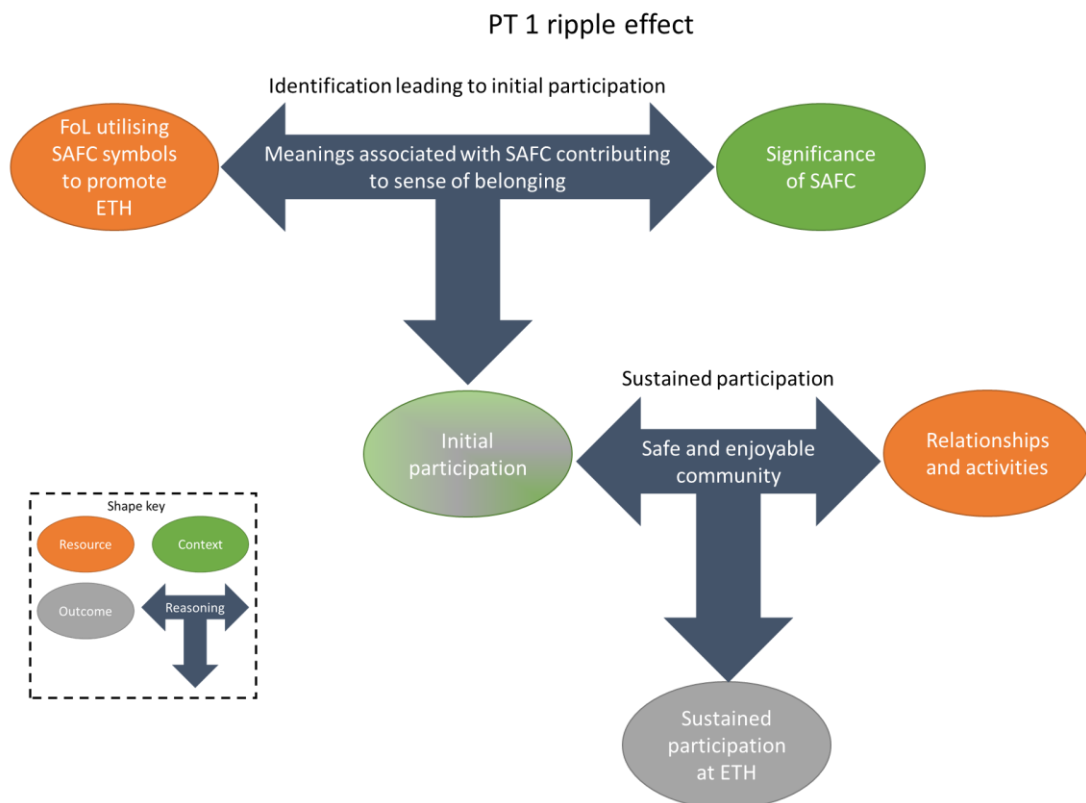 PT 1 ripple effect
Identification leading to initial participation
FoL utilising
SAFC symbols
to promote
ETH
Meanings associated with SAFC contributing
to sense of belonging
Significance
of SAFC
Initial
participation
Sustained participation
Safe and enjoyable
community
Relationships
and activities
Shape key
Resource
Context
Outcome
Reasoning
Sustained
participation
at ETH